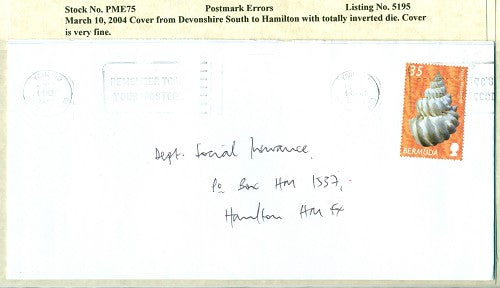 Stock No. PME75 Postmark Errors Listing No. 5195
March 10, 2004 Cover from Devonshire South to Hamilton with totally inverted die. Cover
is very fine.
35
BERMUDA
Dept. Social Insurance,
Po Box HM 1537,
Hamilton HM FX